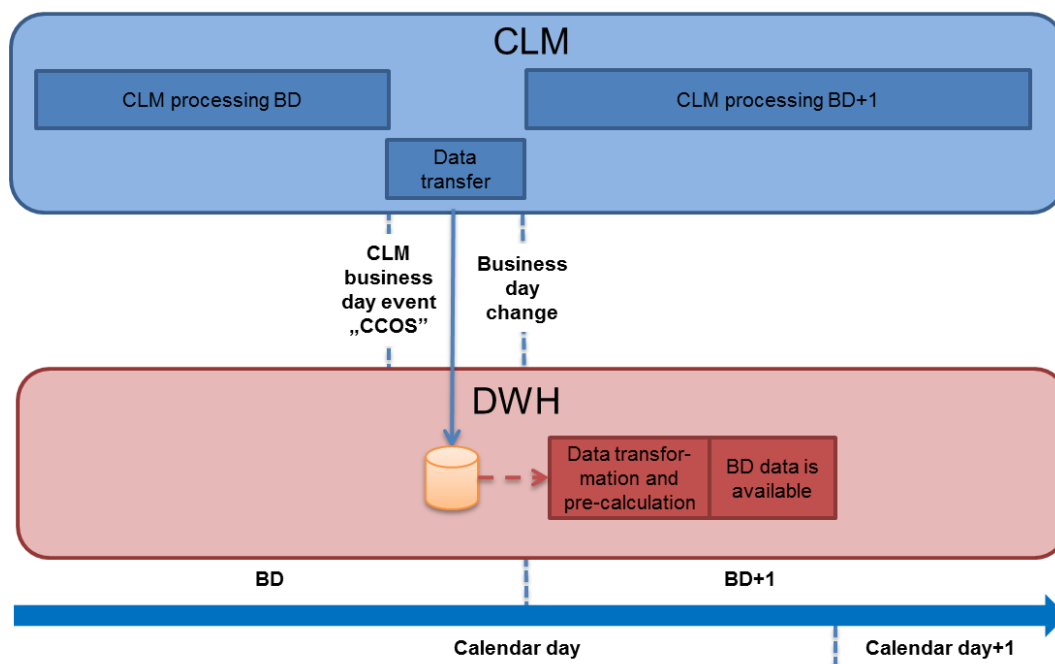 CLM
CLM processing BD
CLM processing BD+1
Data
transfer
CLM
business
day event
„CCOS”
Business
day
change
DWH
Data transfor-
mation and
pre-calculation
BD data is
available
BD
BD+1
Calendar day
Calendar day+1